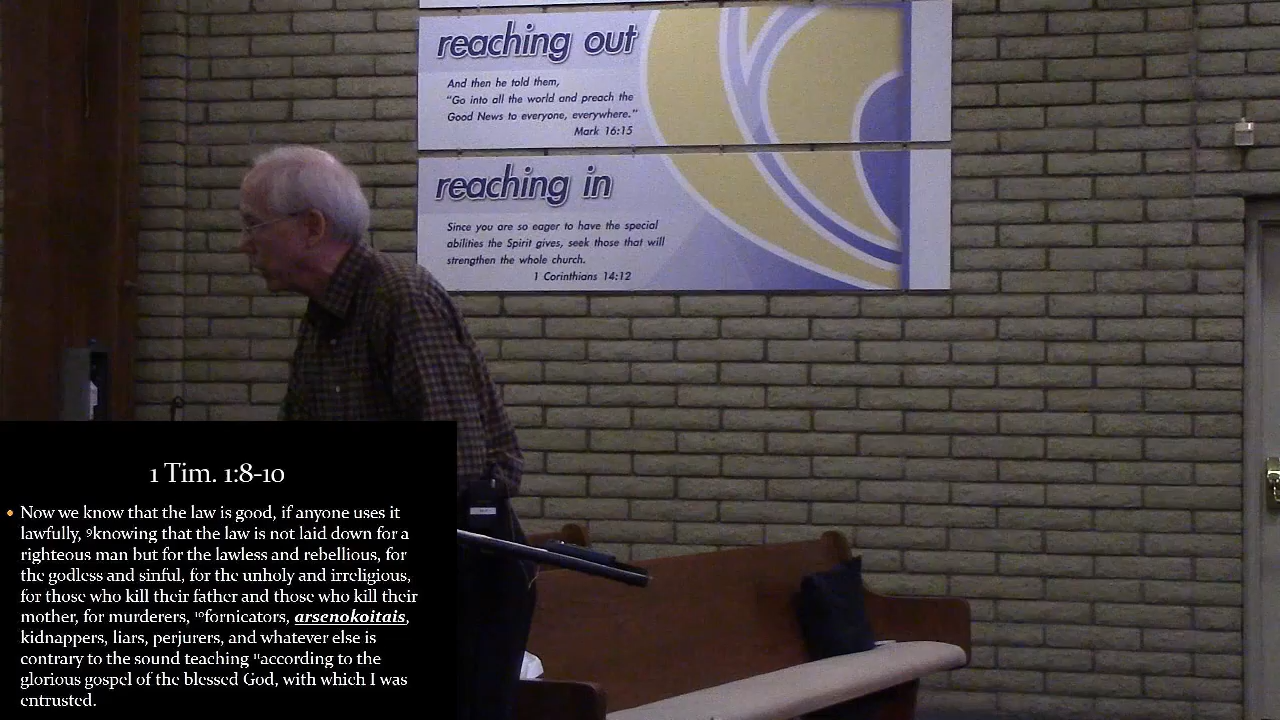 reaching out
And then he told them,
"Go into all the world and preach the
Good News to everyone, everywhere."
Mark 16:15
reaching in
Since you are so eager to have the special
abilities the Spirit gives, seek those that will
strengthen the whole church.
1 Corinthians 14:12
1 Tim. 1:8-10
• Now we know that the law is good, if anyone uses it
lawfully, ⁹knowing that the law is not laid down for a
righteous man but for the lawless and rebellious, for
the godless and sinful, for the unholy and irreligious,
for those who kill their father and those who kill their
mother, for murderers, ¹⁰fornicators, arsenokoitais,
kidnappers, liars, perjurers, and whatever else is
contrary to the sound teaching ¹¹according to the
glorious gospel of the blessed God, with which I was
entrusted.